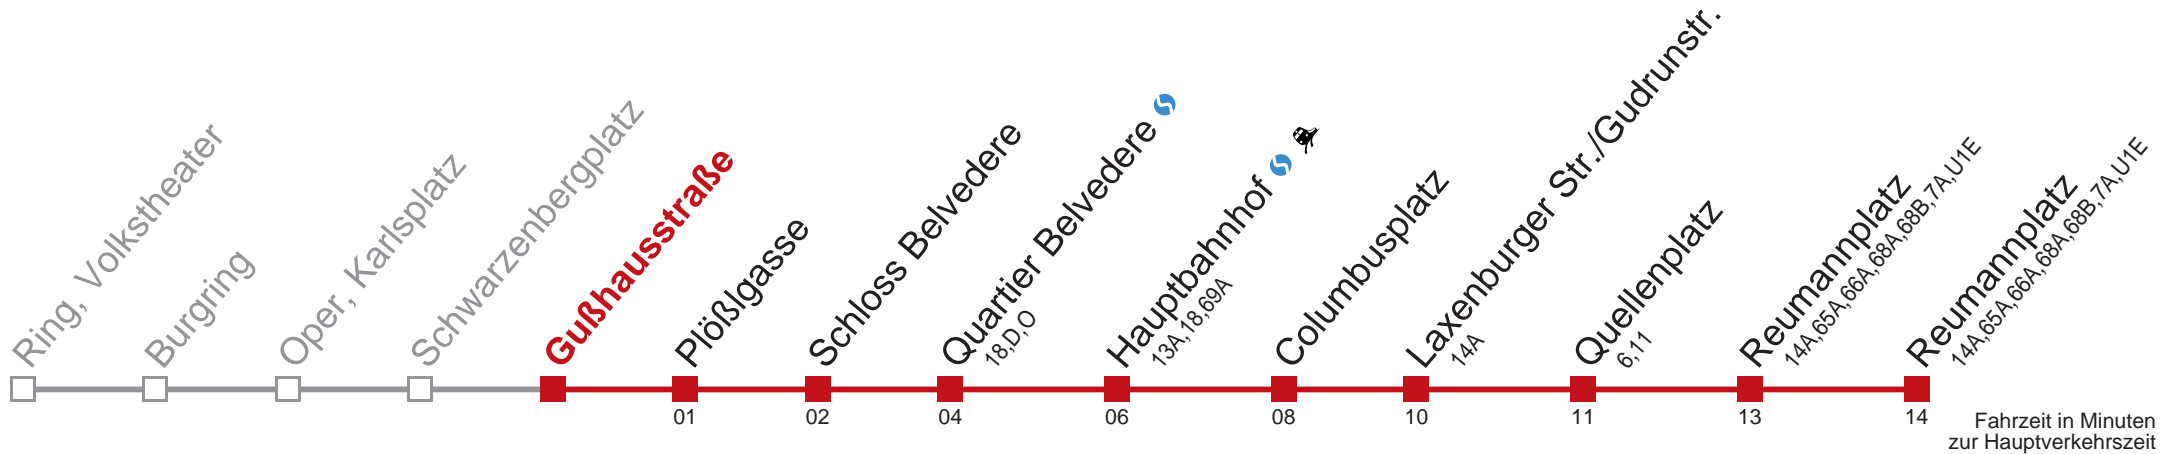 Ring, Volkstheater
Burgring
Oper, Karlsplatz
Schwarzenbergplatz
Gußhausstraße
Plößlgasse
Schloss Belvedere
Quartier Belvedere
18,D,O
Hauptbahnhof
13A,18,69A
Columbusplatz
Laxenburger Str./Gudrunstr.
14A
Quellenplatz
6,11
Reumannplatz
14A,65A,66A,68A,68B,7A,U1E
Reumannplatz
14A,65A,66A,68A,68B,7A,U1E
01 02 04 06 08 10 11 13 14
Fahrzeit in Minuten
zur Hauptverkehrszeit